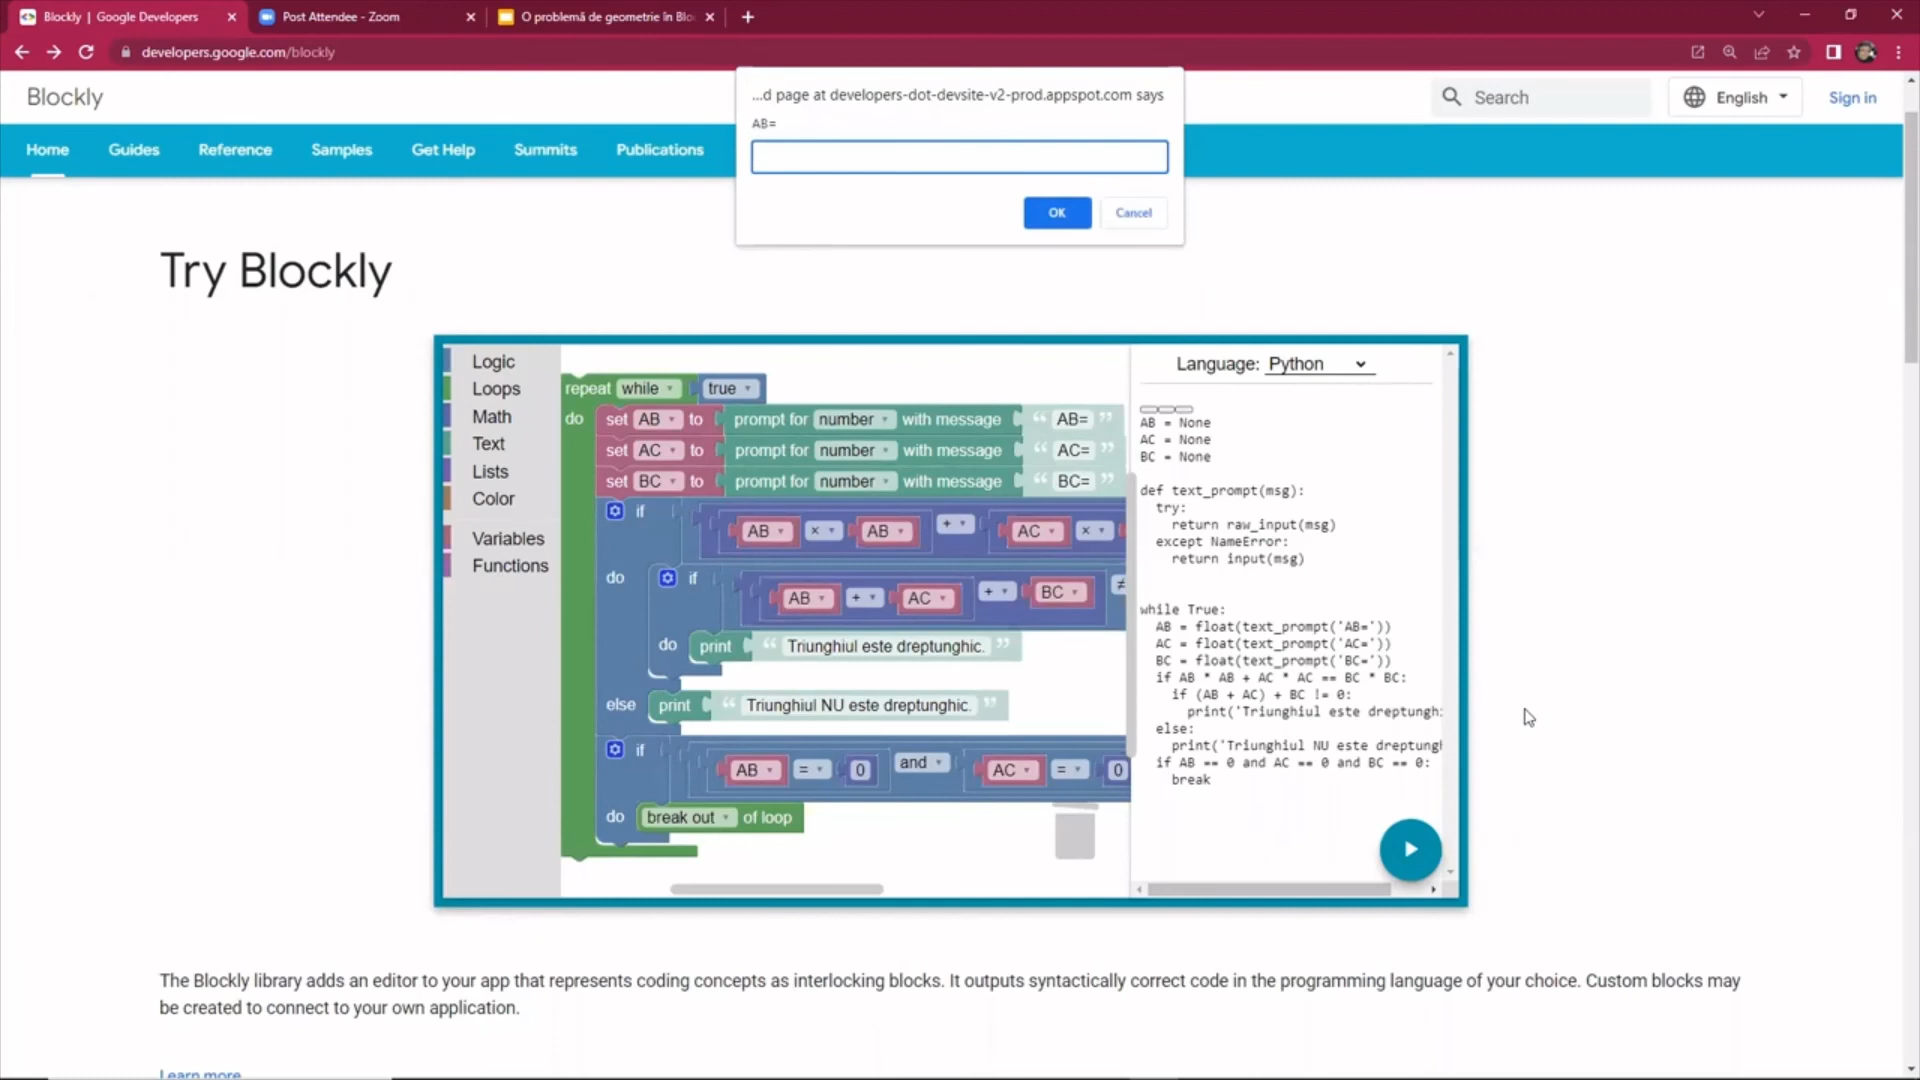 Blockly | Google Developers
Post Attendee - Zoom
O problemă de geometrie în Blo
developers.google.com/blockly
Blockly
Search
English
Sign in
Home
Guides
Reference
Samples
Get Help
Summits
Publications
...d page at developers-dot-devsite-v2-prod.appspot.com says
AB=
OK
Cancel
Try Blockly
Logic
Loops
Math
Text
Lists
Color
Variables
Functions
repeat while true
do set AB to prompt for number with message “ AB= ”
set AC to prompt for number with message “ AC= ”
set BC to prompt for number with message “ BC= ”
if AB × AB + AC ×
do if AB + AC + BC ≠
do print “ Triunghiul este dreptunghic. ”
else print “ Triunghiul NU este dreptunghic. ”
if AB = 0 and AC = 0
do break out of loop
Language: Python
AB = None
AC = None
BC = None
def text_prompt(msg):
try:
return raw_input(msg)
except NameError:
return input(msg)
while True:
AB = float(text_prompt('AB='))
AC = float(text_prompt('AC='))
BC = float(text_prompt('BC='))
if AB * AB + AC * AC == BC * BC:
if (AB + AC) + BC != 0:
print('Triunghiul este dreptunghi
else:
print('Triunghiul NU este dreptungh
if AB == 0 and AC == 0 and BC == 0:
break
The Blockly library adds an editor to your app that represents coding concepts as interlocking blocks. It outputs syntactically correct code in the programming language of your choice. Custom blocks may
be created to connect to your own application.
Learn more